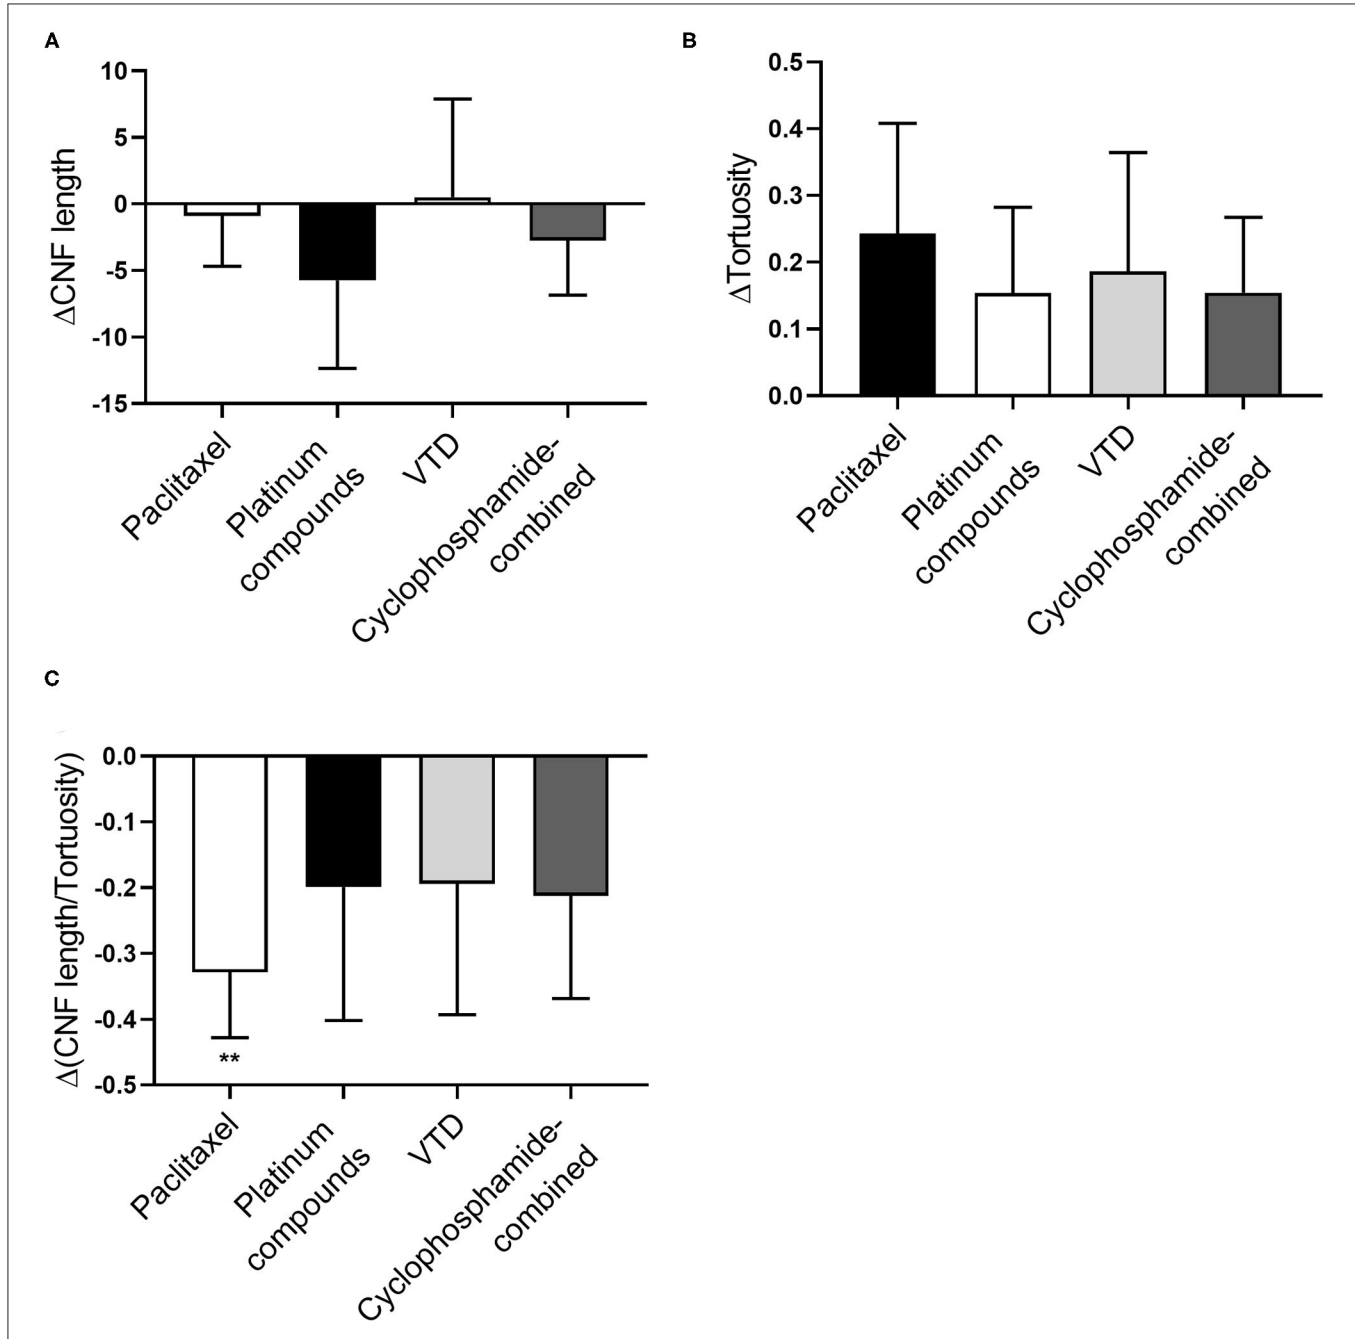 A
ΔCNF length
10
5
0
-5
-10
-15
Paclitaxel
Platinum
compounds
VTD
Cyclophosphamide-
combined
B
ΔTortuosity
0.5
0.4
0.3
0.2
0.1
0.0
Paclitaxel
Platinum
compounds
VTD
Cyclophosphamide-
combined
C
Δ(CNF length/Tortuosity)
0.0
-0.1
-0.2
-0.3
-0.4
-0.5
**
Paclitaxel
Platinum
compounds
VTD
Cyclophosphamide-
combined